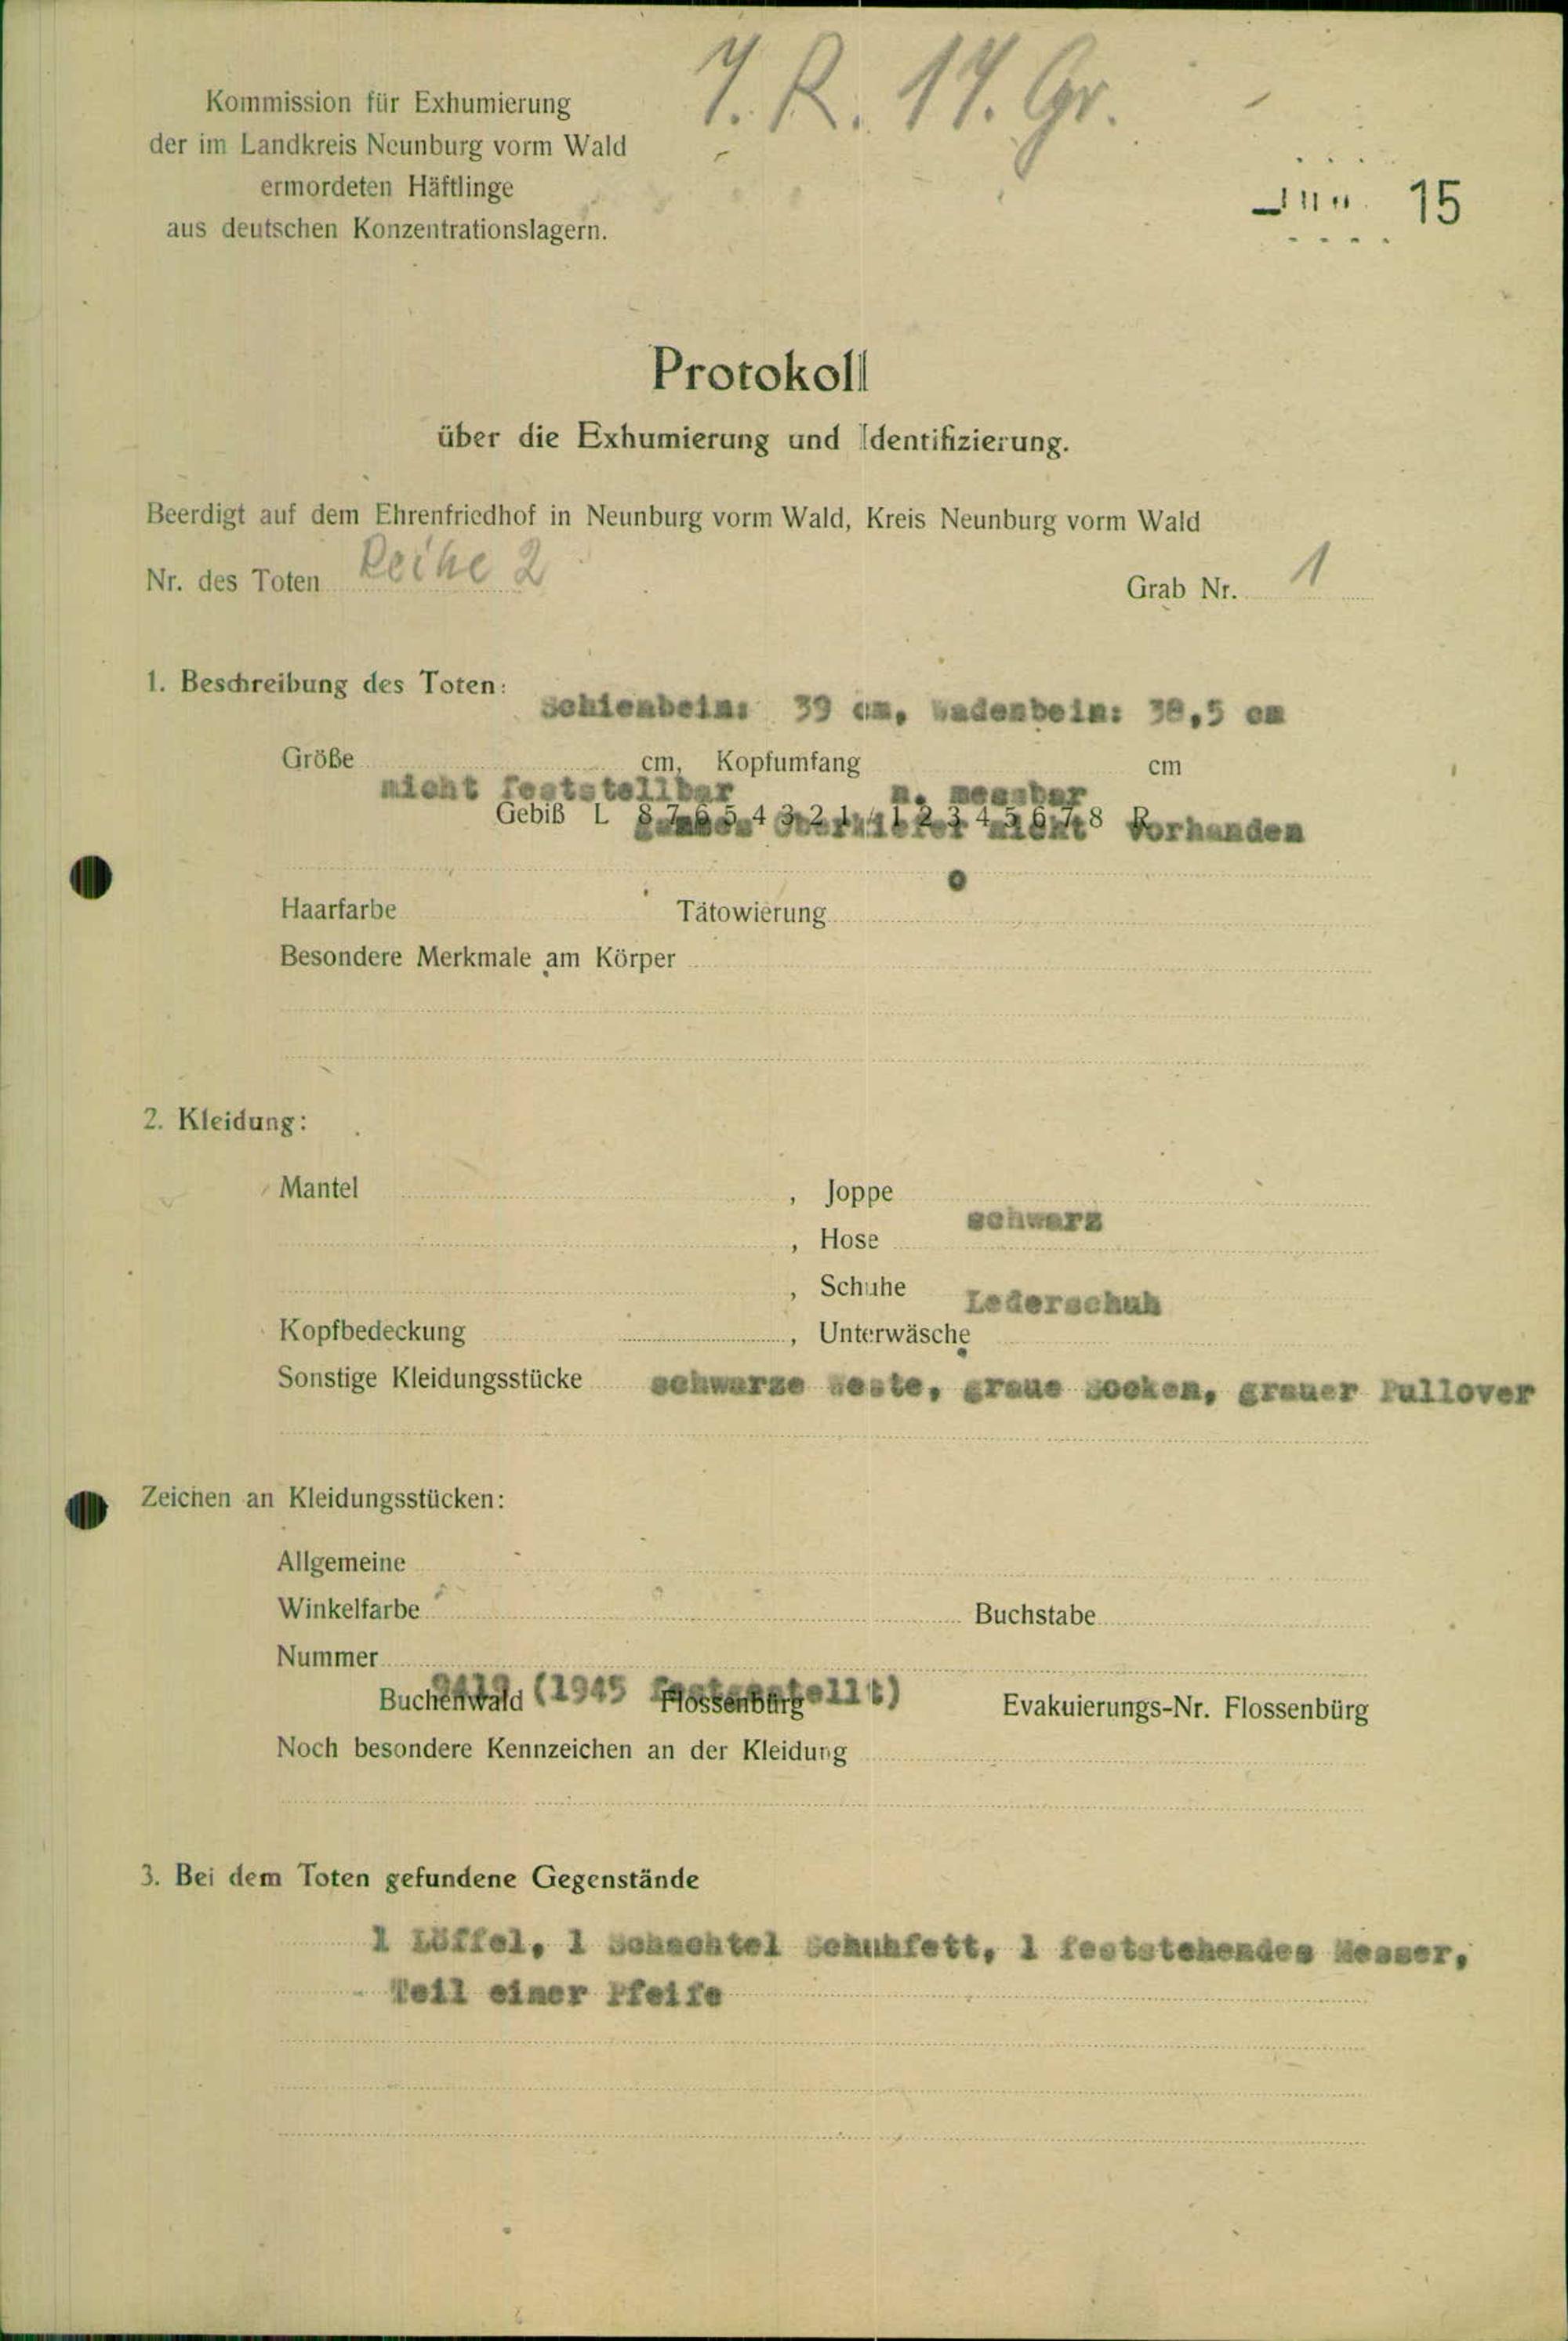 7. R. 17. Gr.
Kommission für Exhumierung
der im Landkreis Neunburg vorm Wald
ermordeten Häftlinge
aus deutschen Konzentrationslagern.
15
Protokoll
über die Exhumierung und Identifizierung.
Beerdigt auf dem Ehrenfriedhof in Neunburg vorm Wald, Kreis Neunburg vorm Wald
Nr. des Toten Reihe 2 Grab Nr. 1
1. Beschreibung des Toten:
Schienbein: 39 cm, Wadenbein: 38,5 cm
Größe cm, Kopfumfang cm
nicht feststellbar n. messbar
Gebiß L 8 7 6 5 4 3 2 1 / 1 2 3 4 5 6 7 8 R
Oberkiefer nicht vorhanden
Haarfarbe Tätowierung
Besondere Merkmale am Körper
2. Kleidung:
Mantel , Joppe
schwarz
, Hose
, Schuhe Lederschuh
Kopfbedeckung , Unterwäsche
Sonstige Kleidungsstücke schwarze Weste, graue Socken, grauer Pullover
Zeichen an Kleidungsstücken:
Allgemeine
Winkelfarbe Buchstabe
Nummer
(1945 festgestellt)
Buchenwald Flossenbürg Evakuierungs-Nr. Flossenbürg
Noch besondere Kennzeichen an der Kleidung
3. Bei dem Toten gefundene Gegenstände
1 Löffel, 1 Schachtel Schuhfett, 1 feststehendes Messer,
Teil einer Pfeife